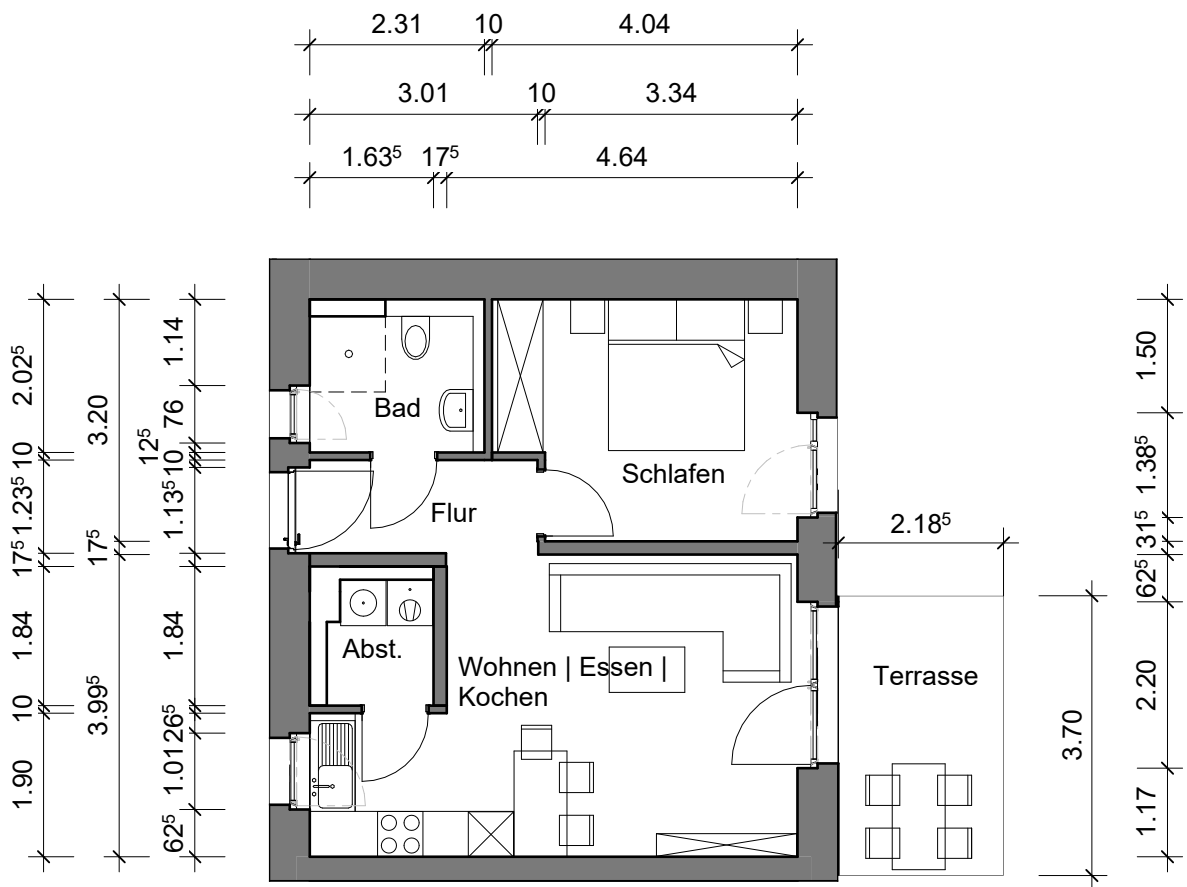 2.31 10 4.04
3.01 10 3.34
1.63⁵ 17⁵ 4.64
2.02⁵
10
1.23⁵
17⁵
1.84
10
1.90
3.20
17⁵
3.99⁵
1.14
76
12⁵
10
1.13⁵
1.84
26⁵
1.01
62⁵
Bad
Schlafen
Flur
Abst.
Wohnen | Essen |
Kochen
2.18⁵
Terrasse
3.70
1.50
1.38⁵
31⁵
62⁵
2.20
1.17